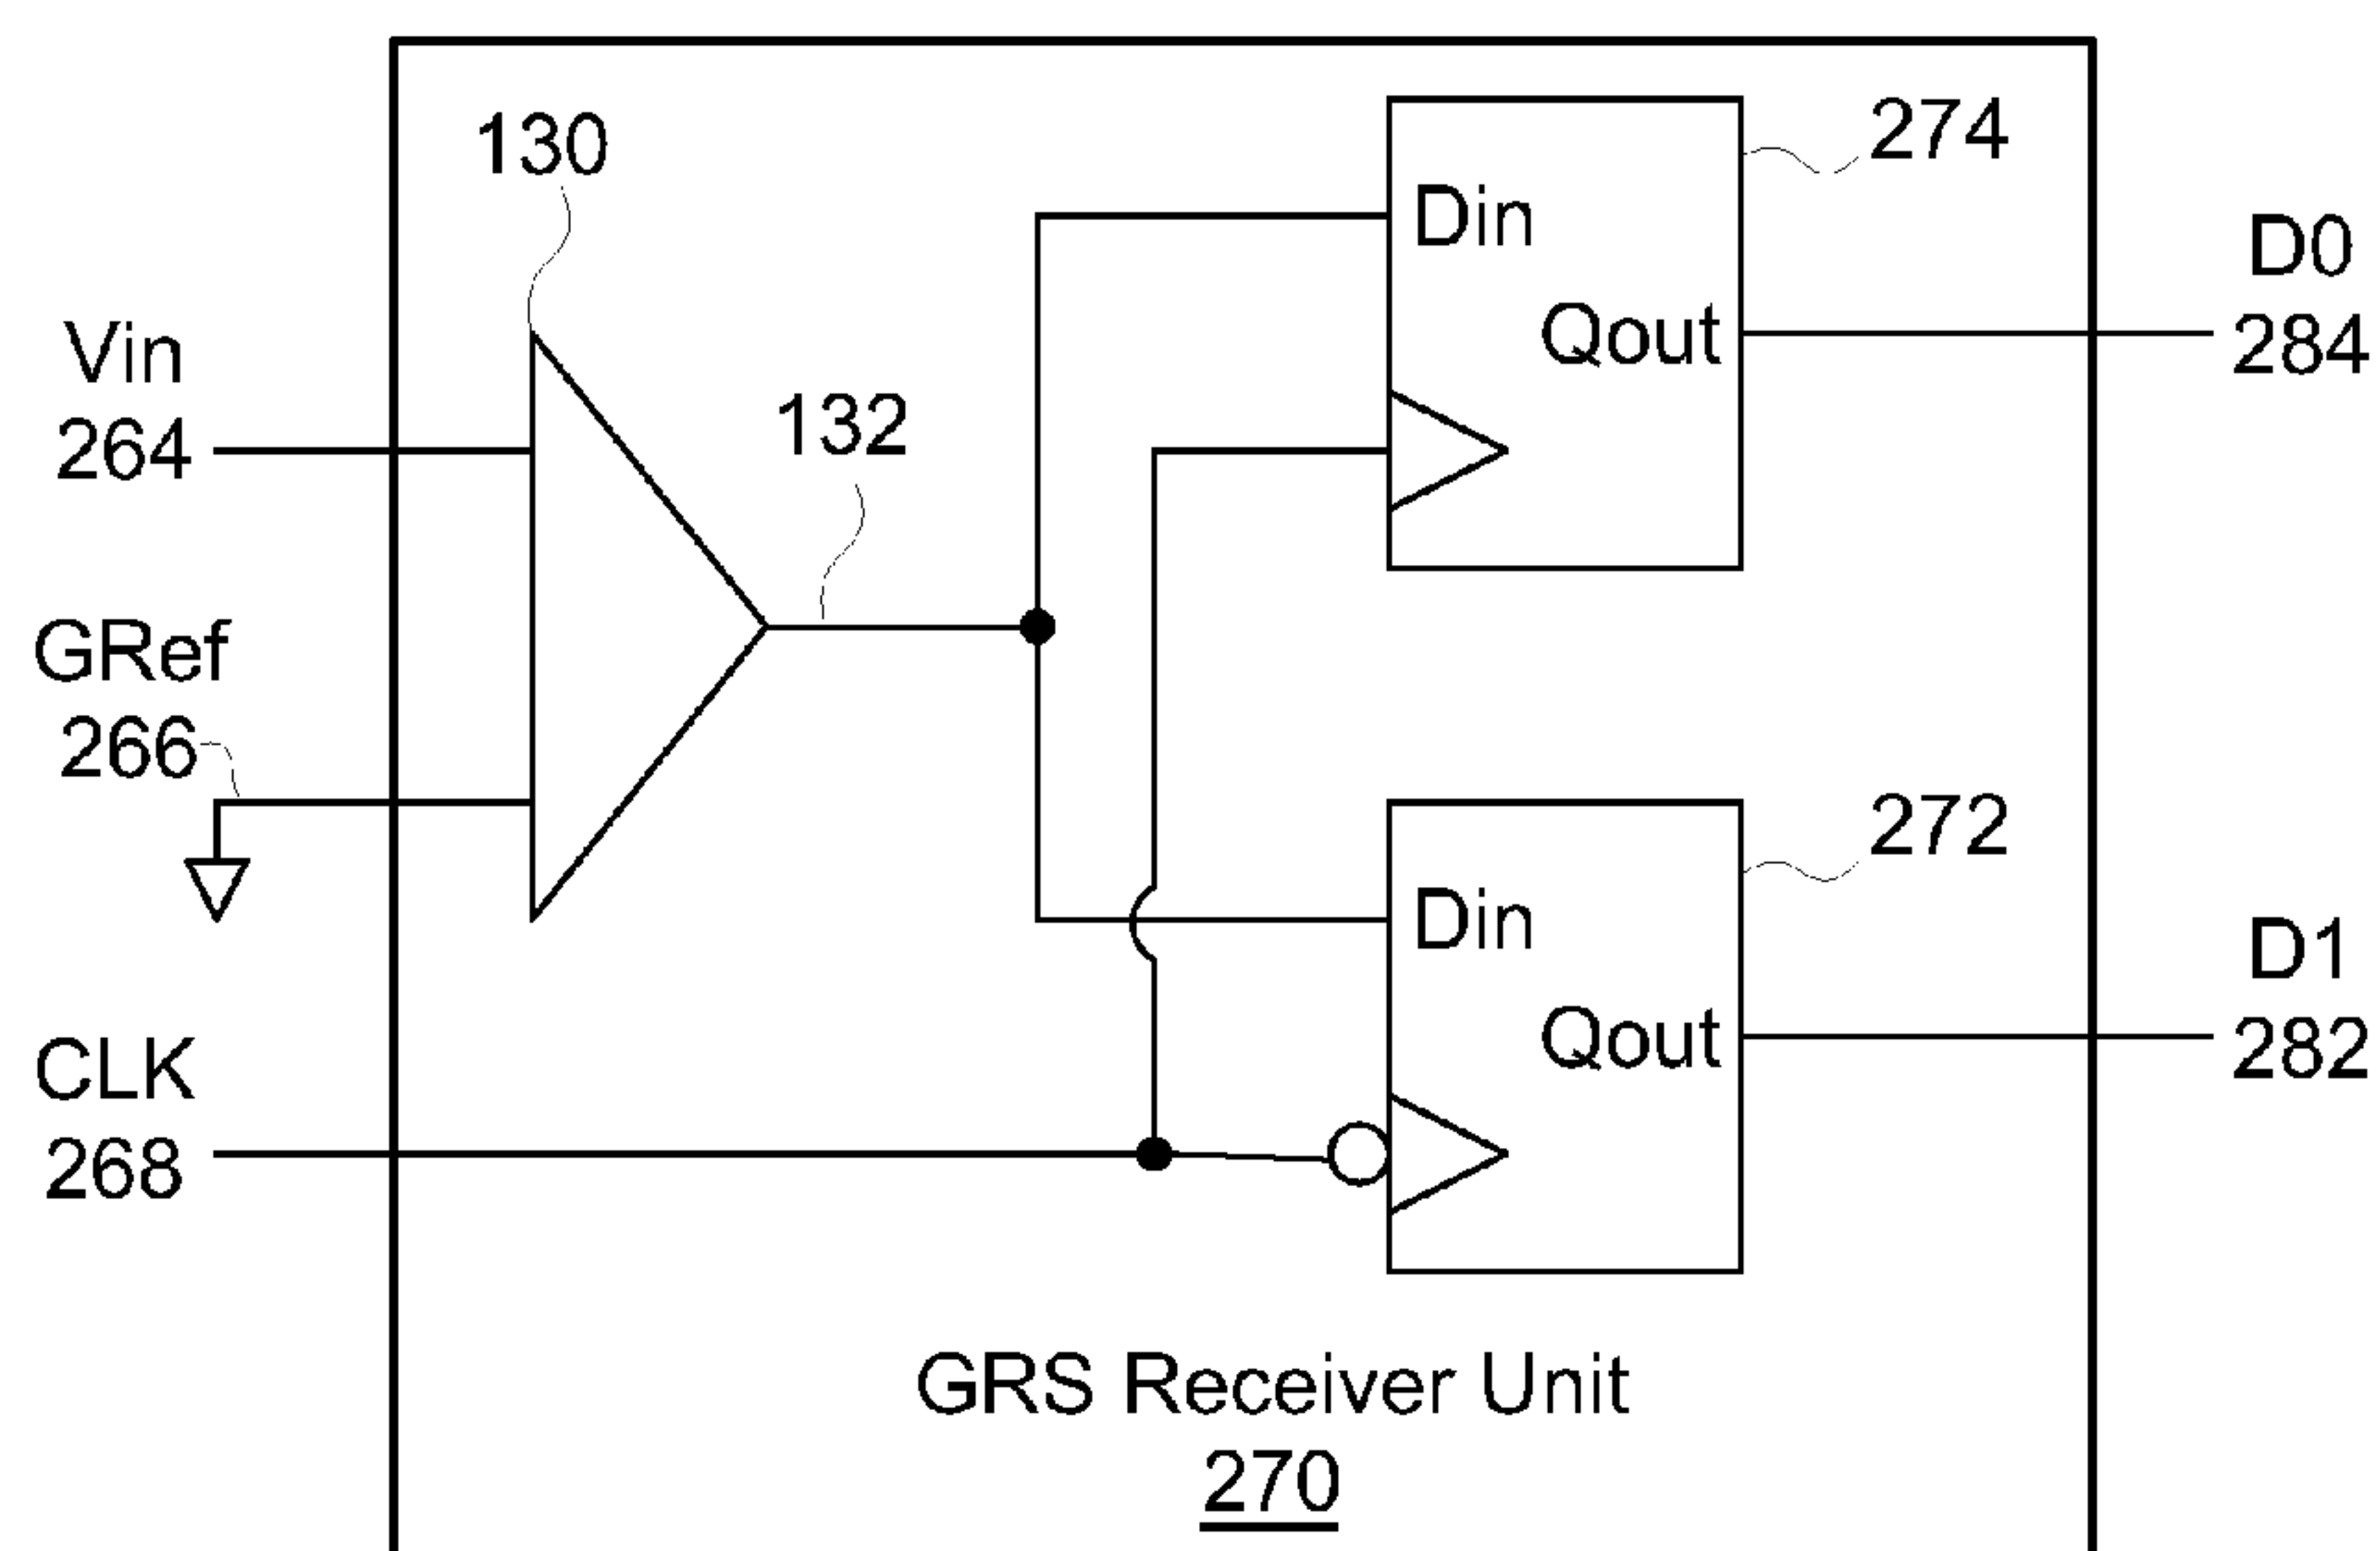 130
274
Din
D0
284
Qout
Vin
264
132
GRef
266
272
Din
D1
282
Qout
CLK
268
GRS Receiver Unit
270